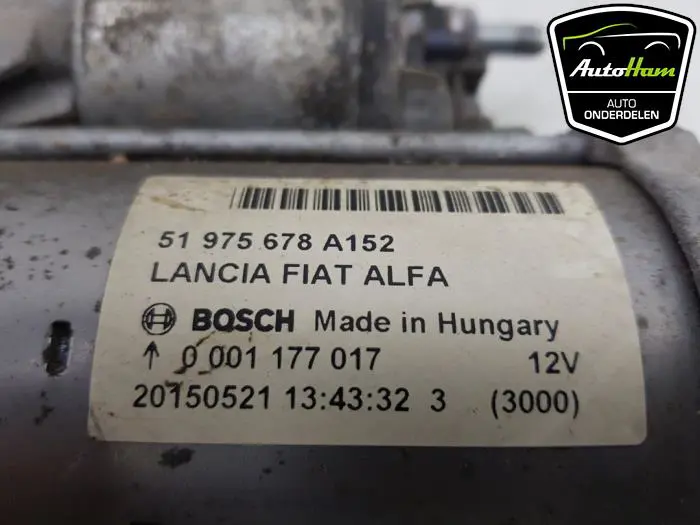 AutoHam
AUTO
ONDERDELEN
51 975 678 A152
LANCIA FIAT ALFA
BOSCH Made in Hungary
↑ 0 001 177 017 12V
20150521 13:43:32 3 (3000)